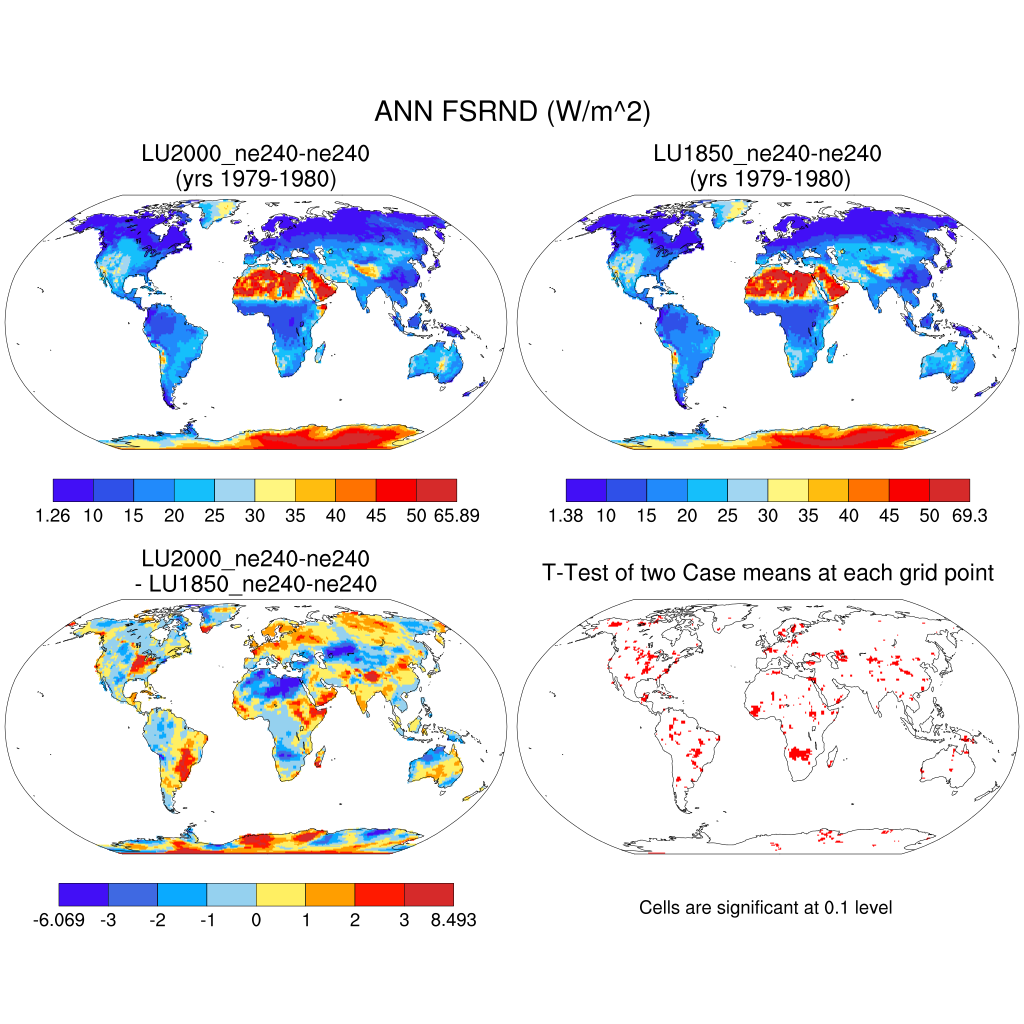 ANN FSRND (W/m^2)
LU2000_ne240-ne240
(yrs 1979-1980)
LU1850_ne240-ne240
(yrs 1979-1980)
1.26 10 15 20 25 30 35 40 45 50 65.89
1.38 10 15 20 25 30 35 40 45 50 69.3
LU2000_ne240-ne240
- LU1850_ne240-ne240
T-Test of two Case means at each grid point
-6.069 -3 -2 -1 0 1 2 3 8.493
Cells are significant at 0.1 level